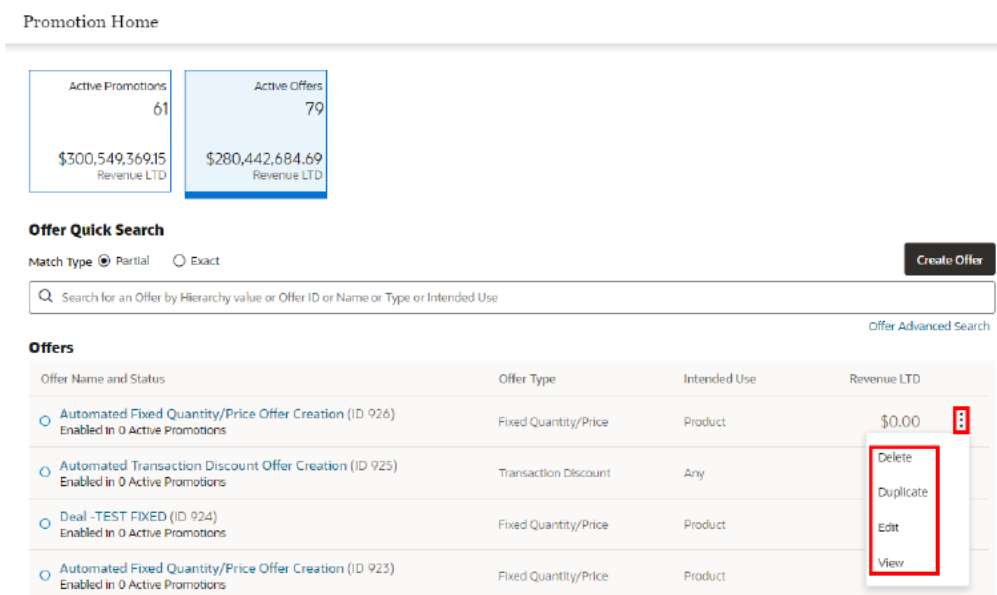 Promotion Home
Active Promotions
61
$300,549,369.15
Revenue LTD
Active Offers
79
$280,442,684.69
Revenue LTD
Offer Quick Search
Match Type Partial Exact
Create Offer
Search for an Offer by Hierarchy value or Offer ID or Name or Type or Intended Use
Offer Advanced Search
Offers
Offer Name and Status Offer Type Intended Use Revenue LTD
Automated Fixed Quantity/Price Offer Creation (ID 926)
Enabled in 0 Active Promotions
Fixed Quantity/Price Product $0.00
Delete
Duplicate
Edit
View
Automated Transaction Discount Offer Creation (ID 925)
Enabled in 0 Active Promotions
Transaction Discount Any
Deal -TEST FIXED (ID 924)
Enabled in 0 Active Promotions
Fixed Quantity/Price Product
Automated Fixed Quantity/Price Offer Creation (ID 923)
Enabled in 0 Active Promotions
Fixed Quantity/Price Product